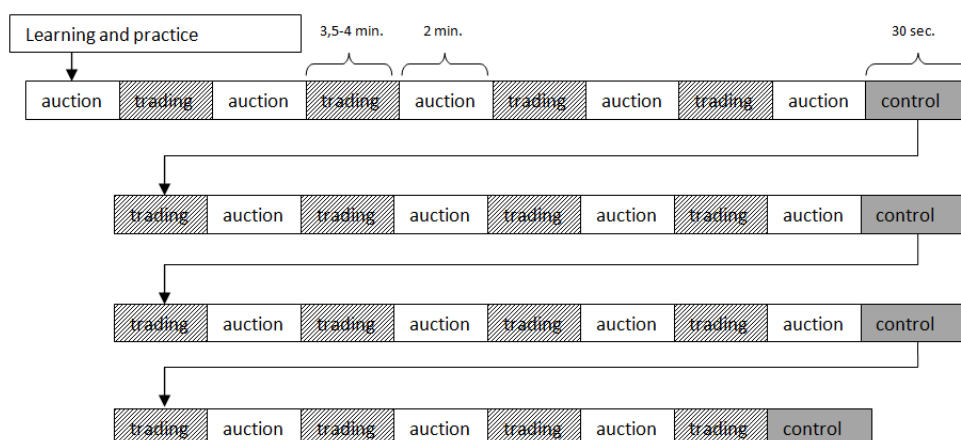 Learning and practice 3,5-4 min. 2 min. 30 sec.
auction trading auction trading auction trading auction trading auction control
trading auction trading auction trading auction trading auction control
trading auction trading auction trading auction trading auction control
trading auction trading auction trading auction trading control